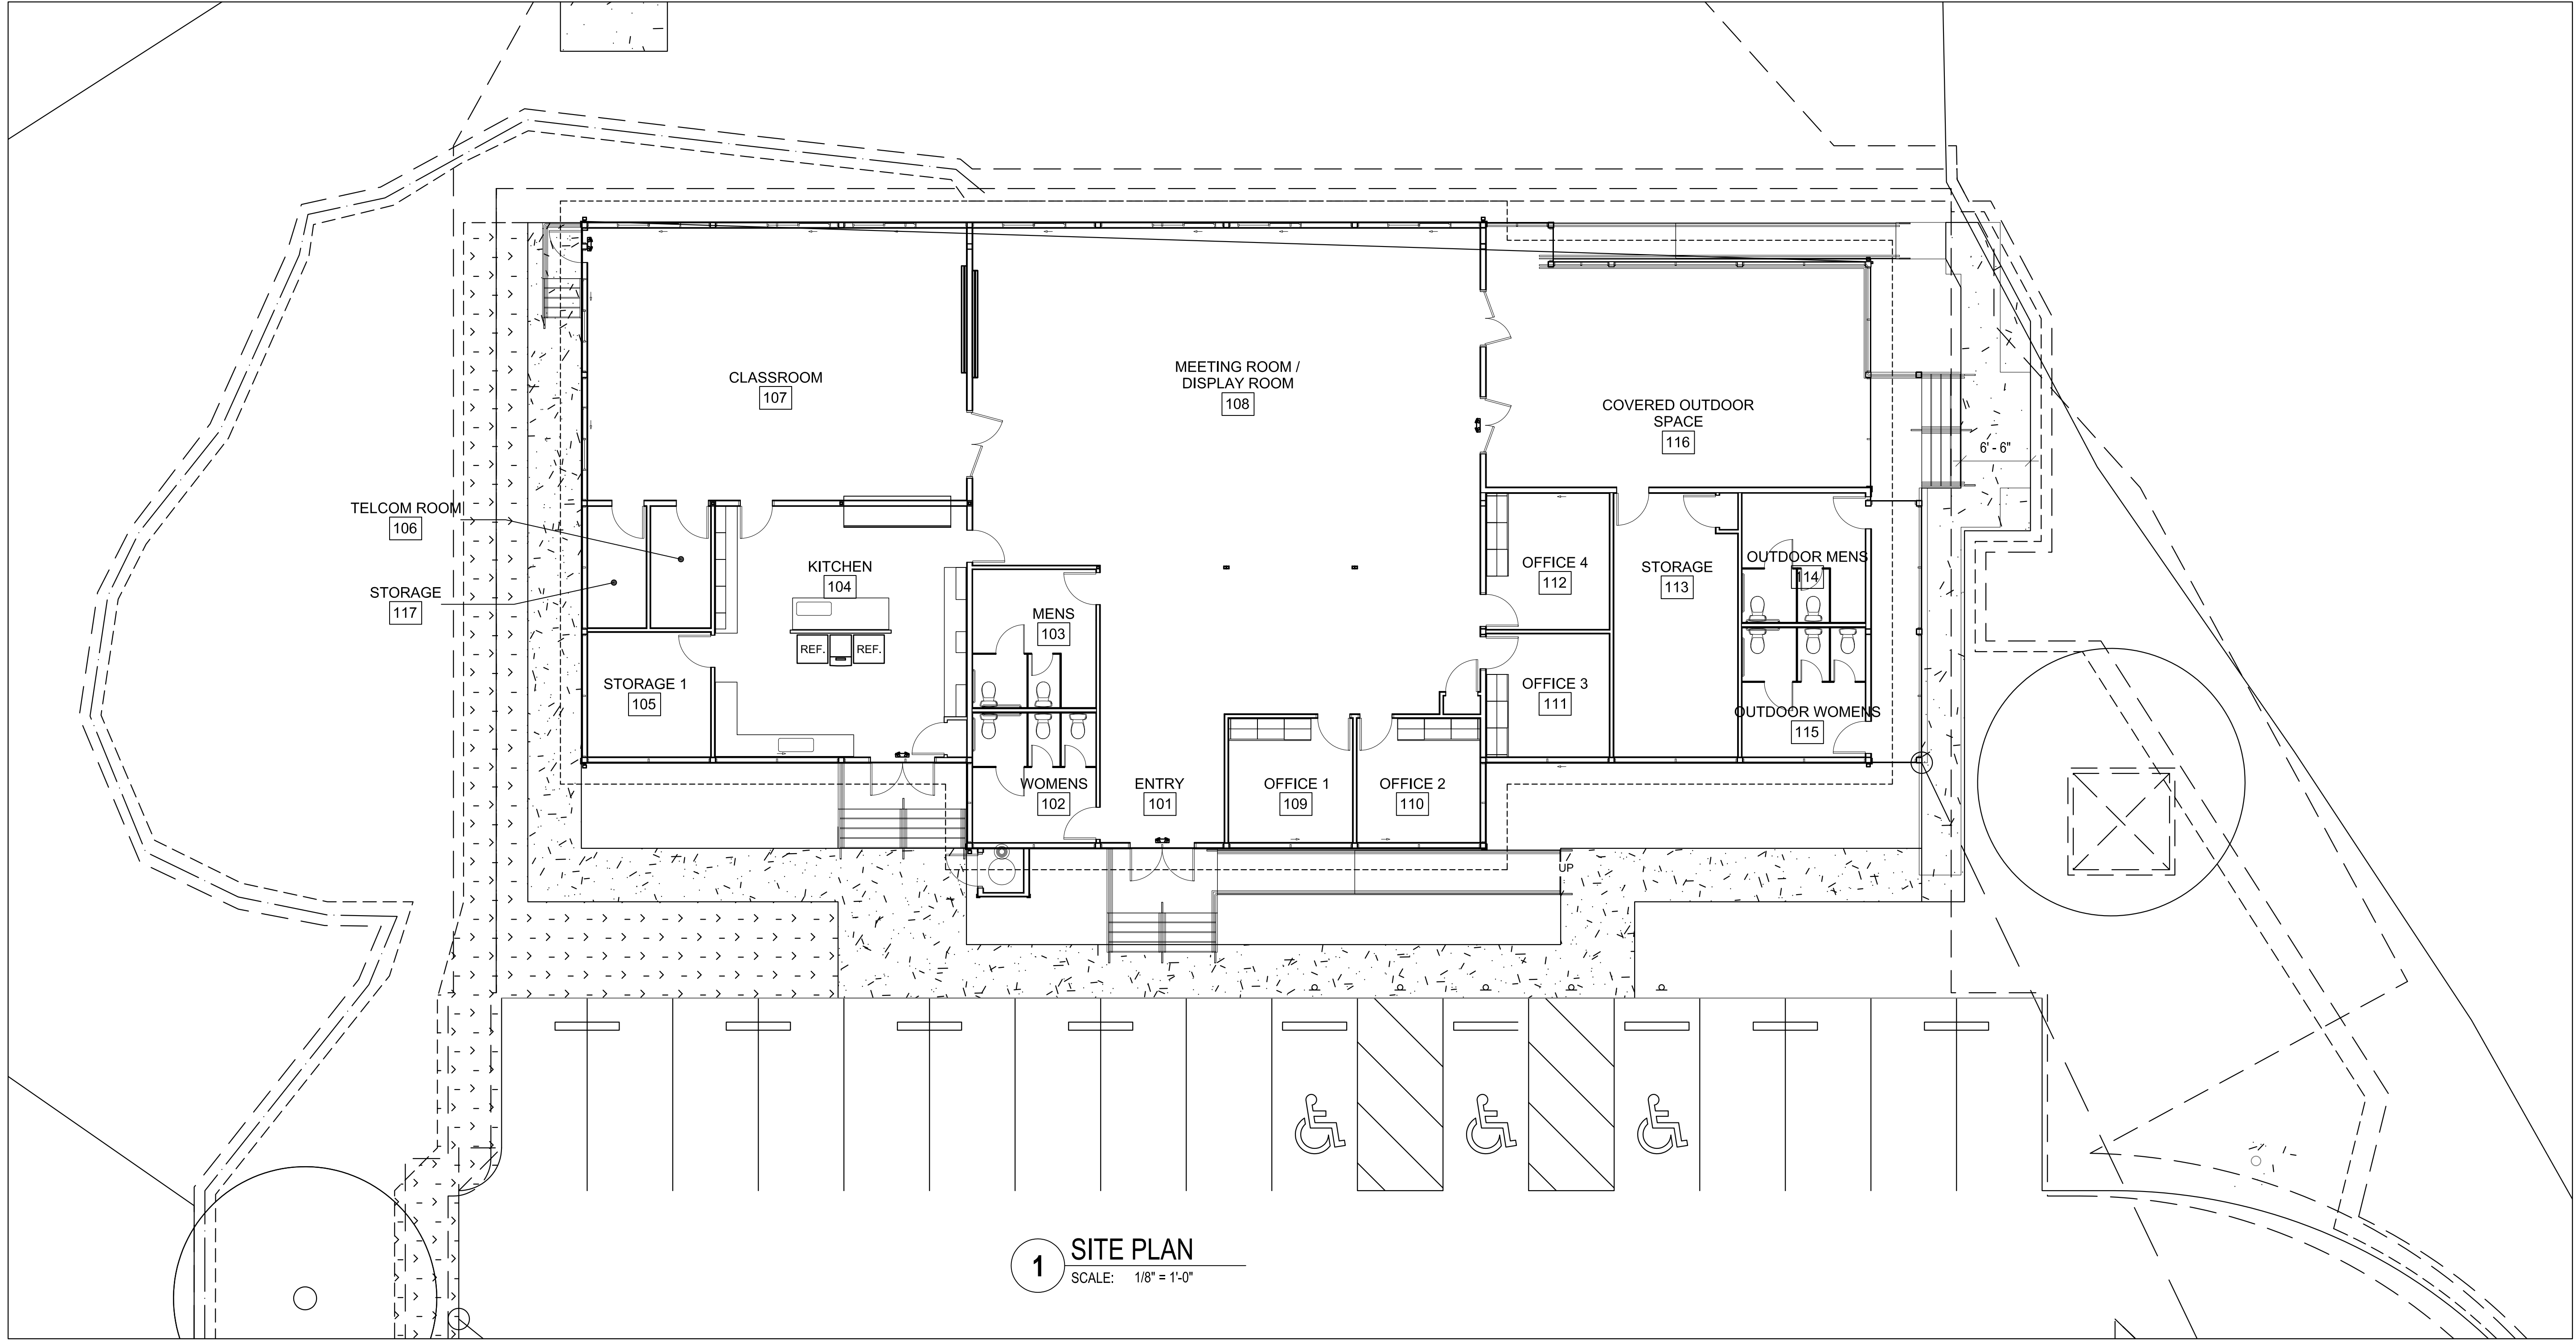 CLASSROOM
107
MEETING ROOM /
DISPLAY ROOM
108
COVERED OUTDOOR
SPACE
116
6' - 6"
TELCOM ROOM
106
STORAGE
117
KITCHEN
104
REF.
REF.
STORAGE 1
105
MENS
103
WOMENS
102
ENTRY
101
OFFICE 4
112
OFFICE 3
111
STORAGE
113
OUTDOOR MENS
114
OUTDOOR WOMENS
115
OFFICE 1
109
OFFICE 2
110
UP
1
SITE PLAN
SCALE: 1/8" = 1'-0"